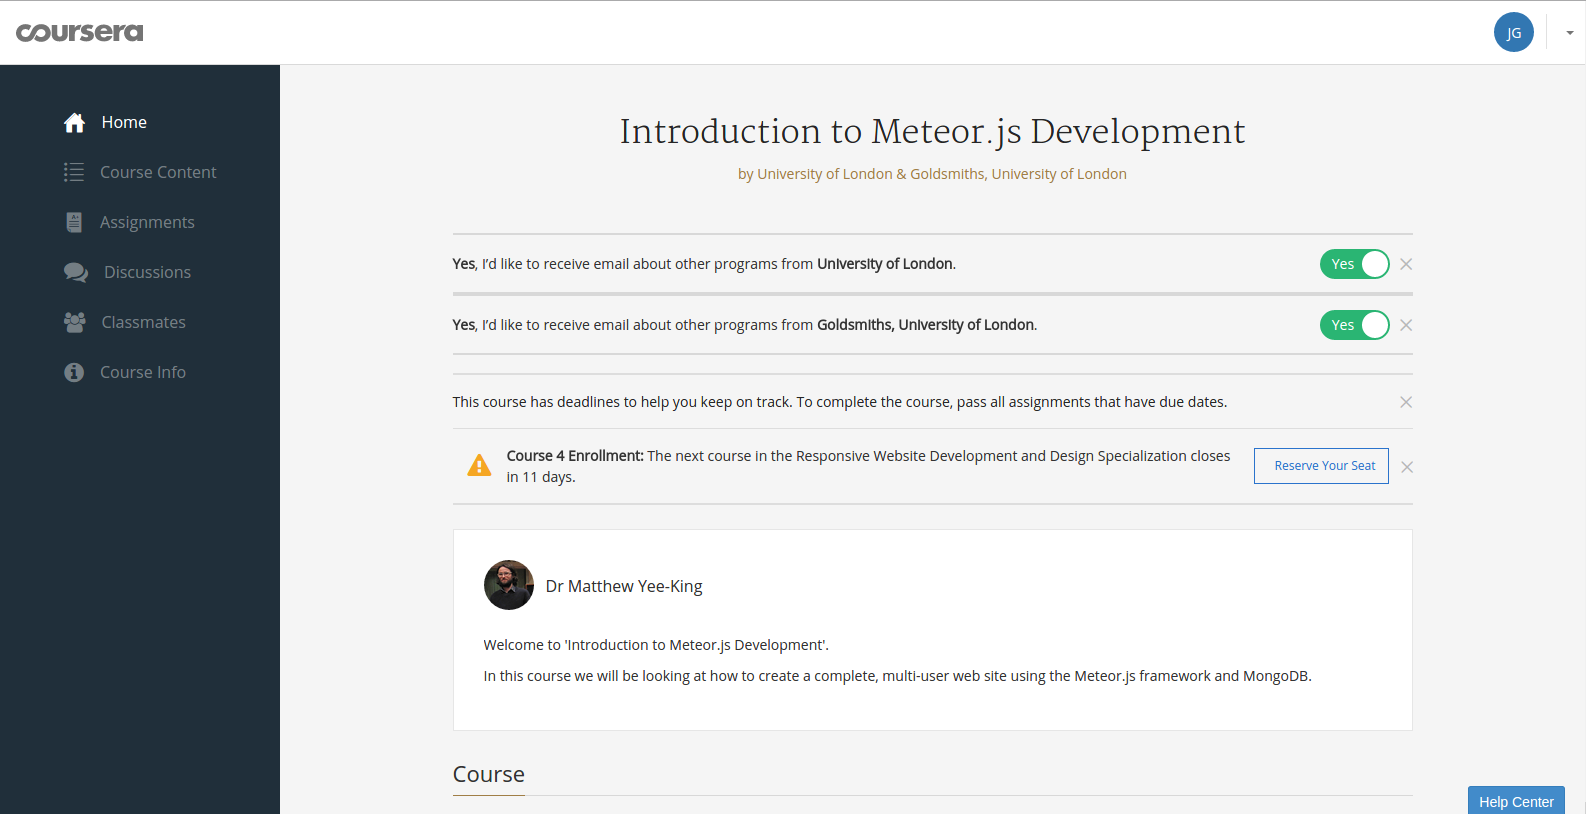 coursera
JG
Home
Course Content
Assignments
Discussions
Classmates
Course Info
Introduction to Meteor.js Development
by University of London & Goldsmiths, University of London
Yes, I'd like to receive email about other programs from University of London.
Yes
Yes, I'd like to receive email about other programs from Goldsmiths, University of London.
Yes
This course has deadlines to help you keep on track. To complete the course, pass all assignments that have due dates.
Course 4 Enrollment: The next course in the Responsive Website Development and Design Specialization closes
in 11 days.
Reserve Your Seat
Dr Matthew Yee-King
Welcome to 'Introduction to Meteor.js Development'.
In this course we will be looking at how to create a complete, multi-user web site using the Meteor.js framework and MongoDB.
Course
Help Center